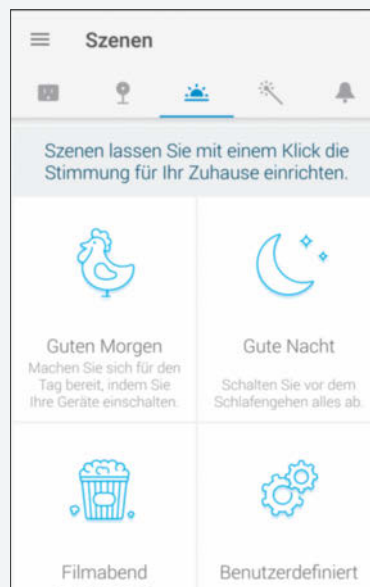 Szenen
Szenen lassen Sie mit einem Klick die
Stimmung für Ihr Zuhause einrichten.
Guten Morgen
Machen Sie sich für den
Tag bereit, indem Sie
Ihre Geräte einschalten.
Gute Nacht
Schalten Sie vor dem
Schlafengehen alles ab.
Filmabend
Benutzerdefiniert